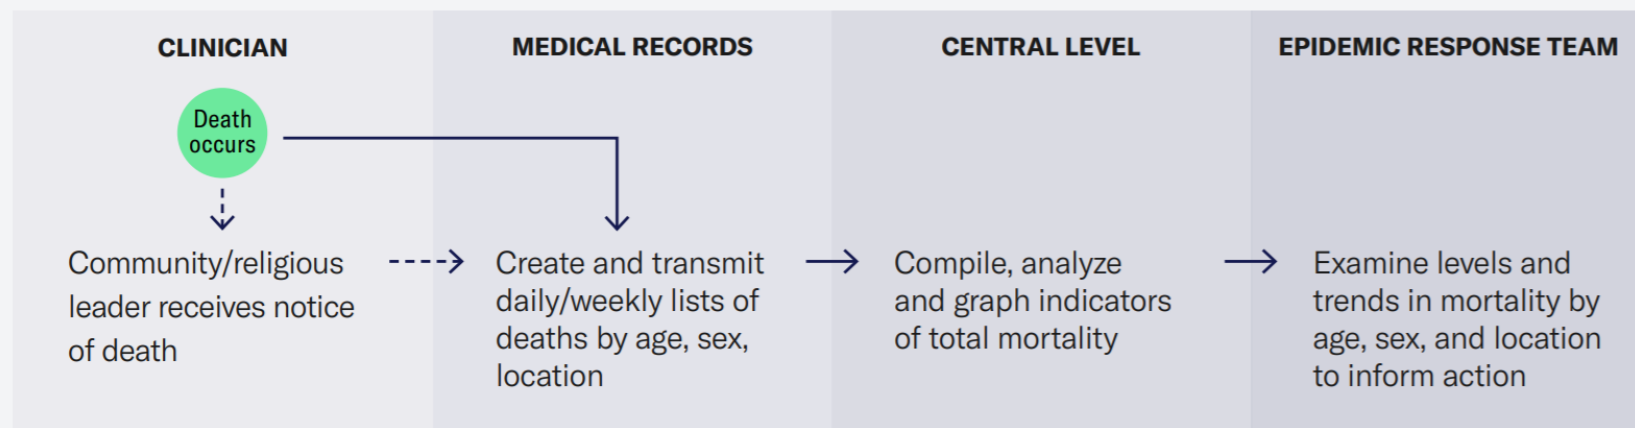 CLINICIAN
MEDICAL RECORDS
CENTRAL LEVEL
EPIDEMIC RESPONSE TEAM
Death
occurs
Community/religious
leader receives notice
of death
Create and transmit
daily/weekly lists of
deaths by age, sex,
location
Compile, analyze
and graph indicators
of total mortality
Examine levels and
trends in mortality by
age, sex, and location
to inform action